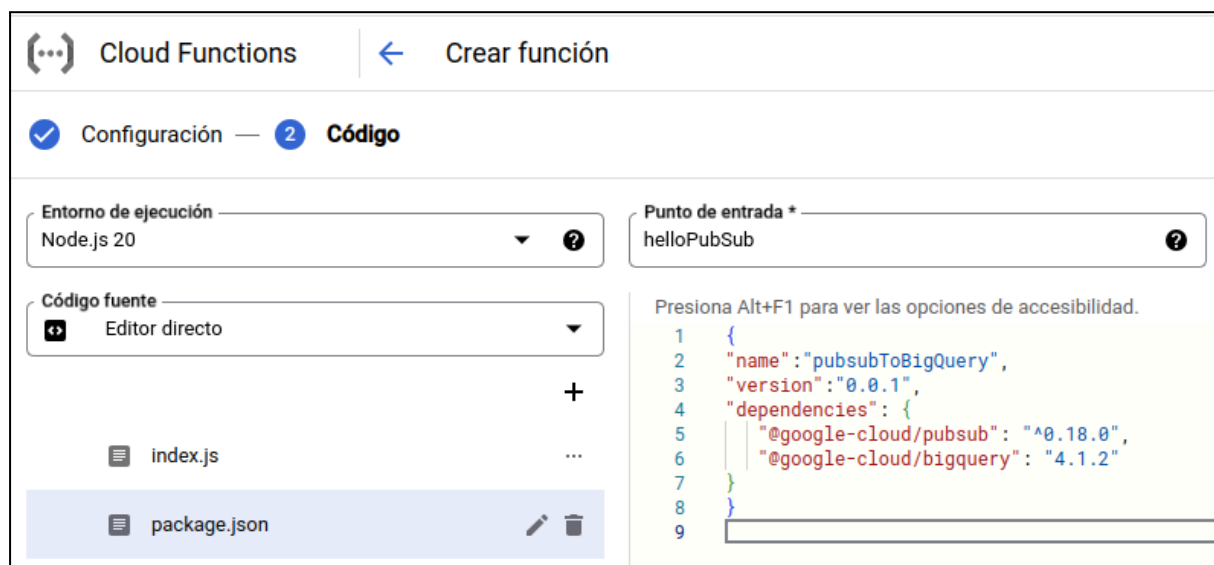 (...) Cloud Functions ← Crear función
Configuración — 2 Código
Entorno de ejecución
Node.js 20
Punto de entrada *
helloPubSub
Código fuente
Editor directo
+
index.js ...
package.json
Presiona Alt+F1 para ver las opciones de accesibilidad.
1 {
2 "name":"pubsubToBigQuery",
3 "version":"0.0.1",
4 "dependencies": {
5 "@google-cloud/pubsub": "^0.18.0",
6 "@google-cloud/bigquery": "4.1.2"
7 }
8 }
9